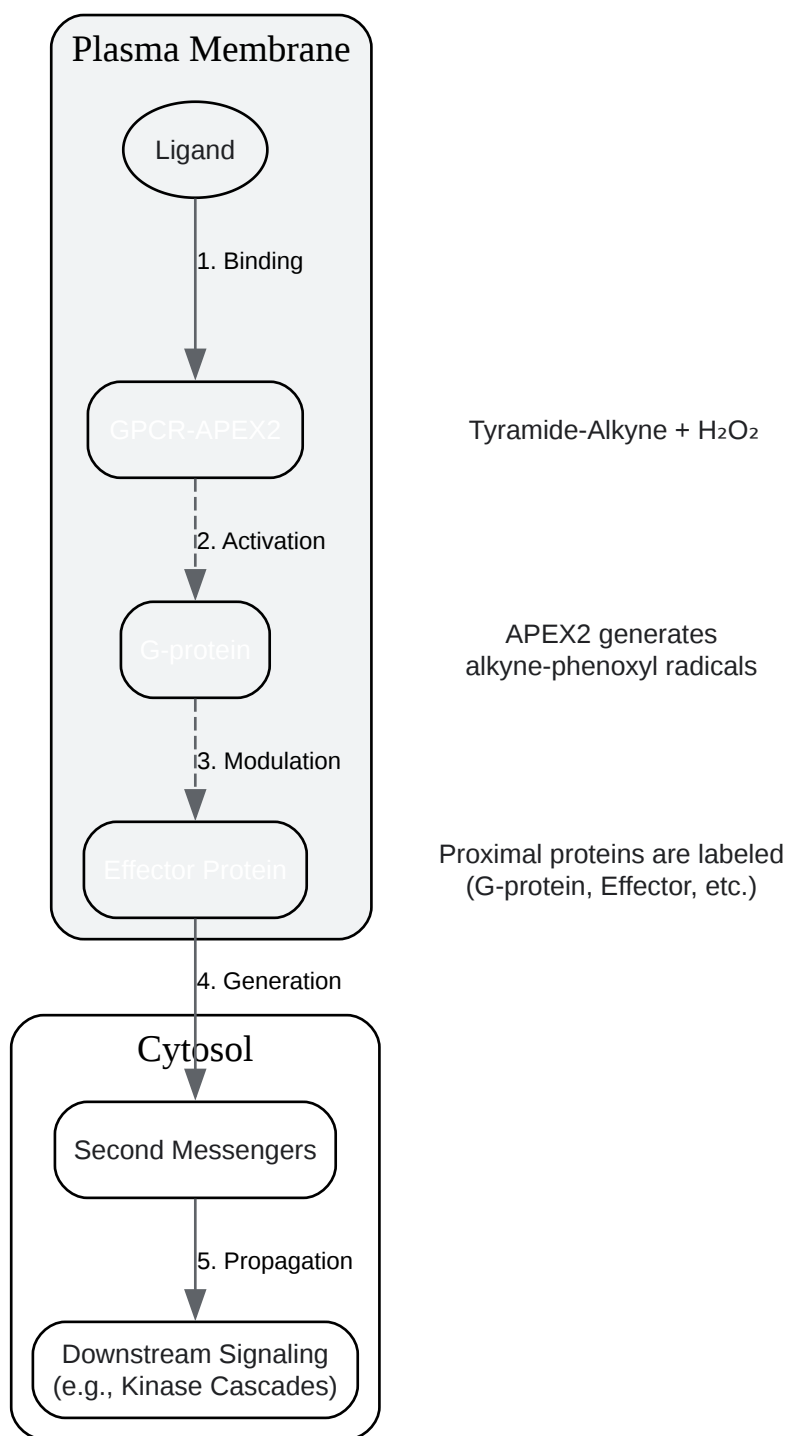 Plasma Membrane
Ligand
1. Binding
GPCR-APEX2
Tyramide-Alkyne + H₂O₂
2. Activation
G-protein
APEX2 generates
alkyne-phenoxyl radicals
3. Modulation
Effector Protein
Proximal proteins are labeled
(G-protein, Effector, etc.)
4. Generation
Cytosol
Second Messengers
5. Propagation
Downstream Signaling
(e.g., Kinase Cascades)